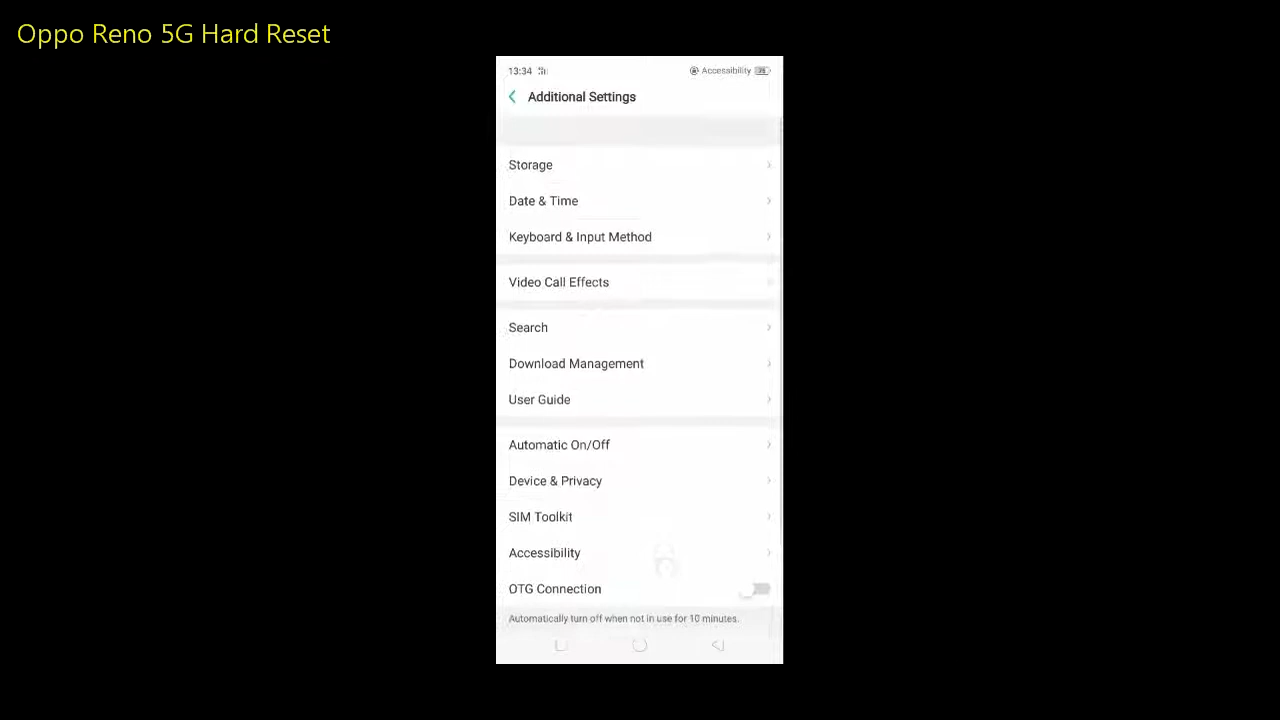 Oppo Reno 5G Hard Reset
13:34
Accessibility
Additional Settings
Storage
Date & Time
Keyboard & Input Method
Video Call Effects
Search
Download Management
User Guide
Automatic On/Off
Device & Privacy
SIM Toolkit
Accessibility
OTG Connection
Automatically turn off when not in use for 10 minutes.